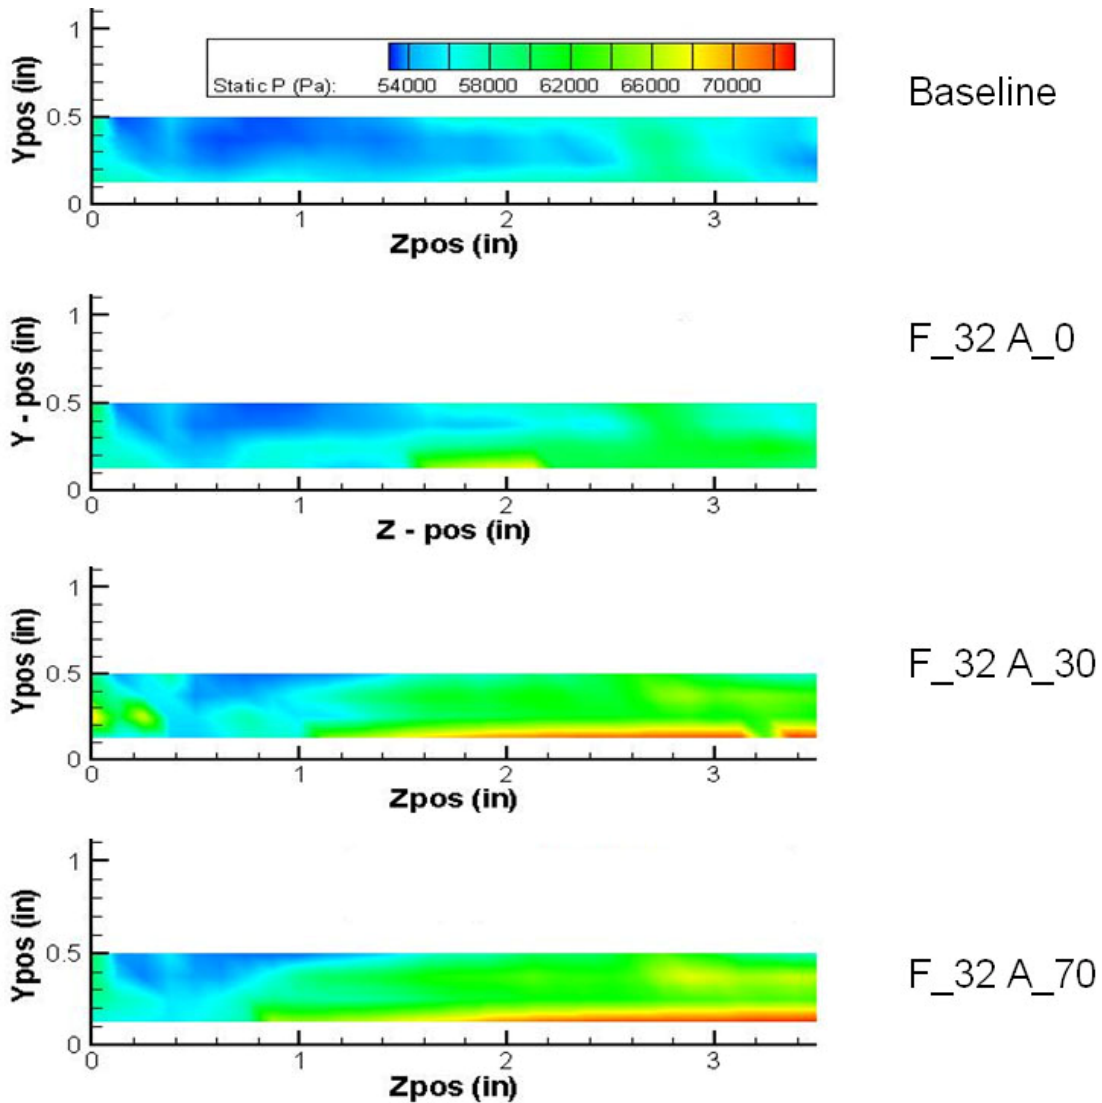 1
Static P (Pa): 54000 58000 62000 66000 70000
Baseline
Ypos (in)
0.5
0
0 1 2 3
Zpos (in)
1
F_32 A_0
Y - pos (in)
0.5
0
0 1 2 3
Z - pos (in)
1
F_32 A_30
Ypos (in)
0.5
0
0 1 2 3
Zpos (in)
1
F_32 A_70
Ypos (in)
0.5
0
0 1 2 3
Zpos (in)